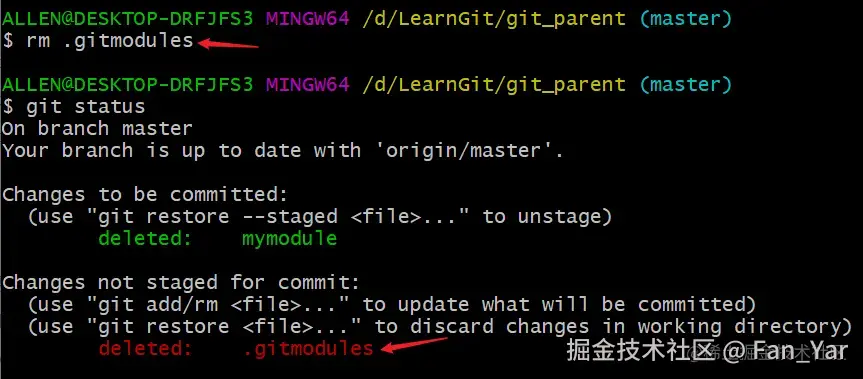 ALLEN@DESKTOP-DRFJFS3 MINGW64 /d/LearnGit/git_parent (master)
$ rm .gitmodules
ALLEN@DESKTOP-DRFJFS3 MINGW64 /d/LearnGit/git_parent (master)
$ git status
On branch master
Your branch is up to date with 'origin/master'.
Changes to be committed:
  (use "git restore --staged <file>..." to unstage)
        deleted:    mymodule
Changes not staged for commit:
  (use "git add/rm <file>..." to update what will be committed)
  (use "git restore <file>..." to discard changes in working directory)
        deleted:    .gitmodules
掘金技术社区 @ Fan_Yar